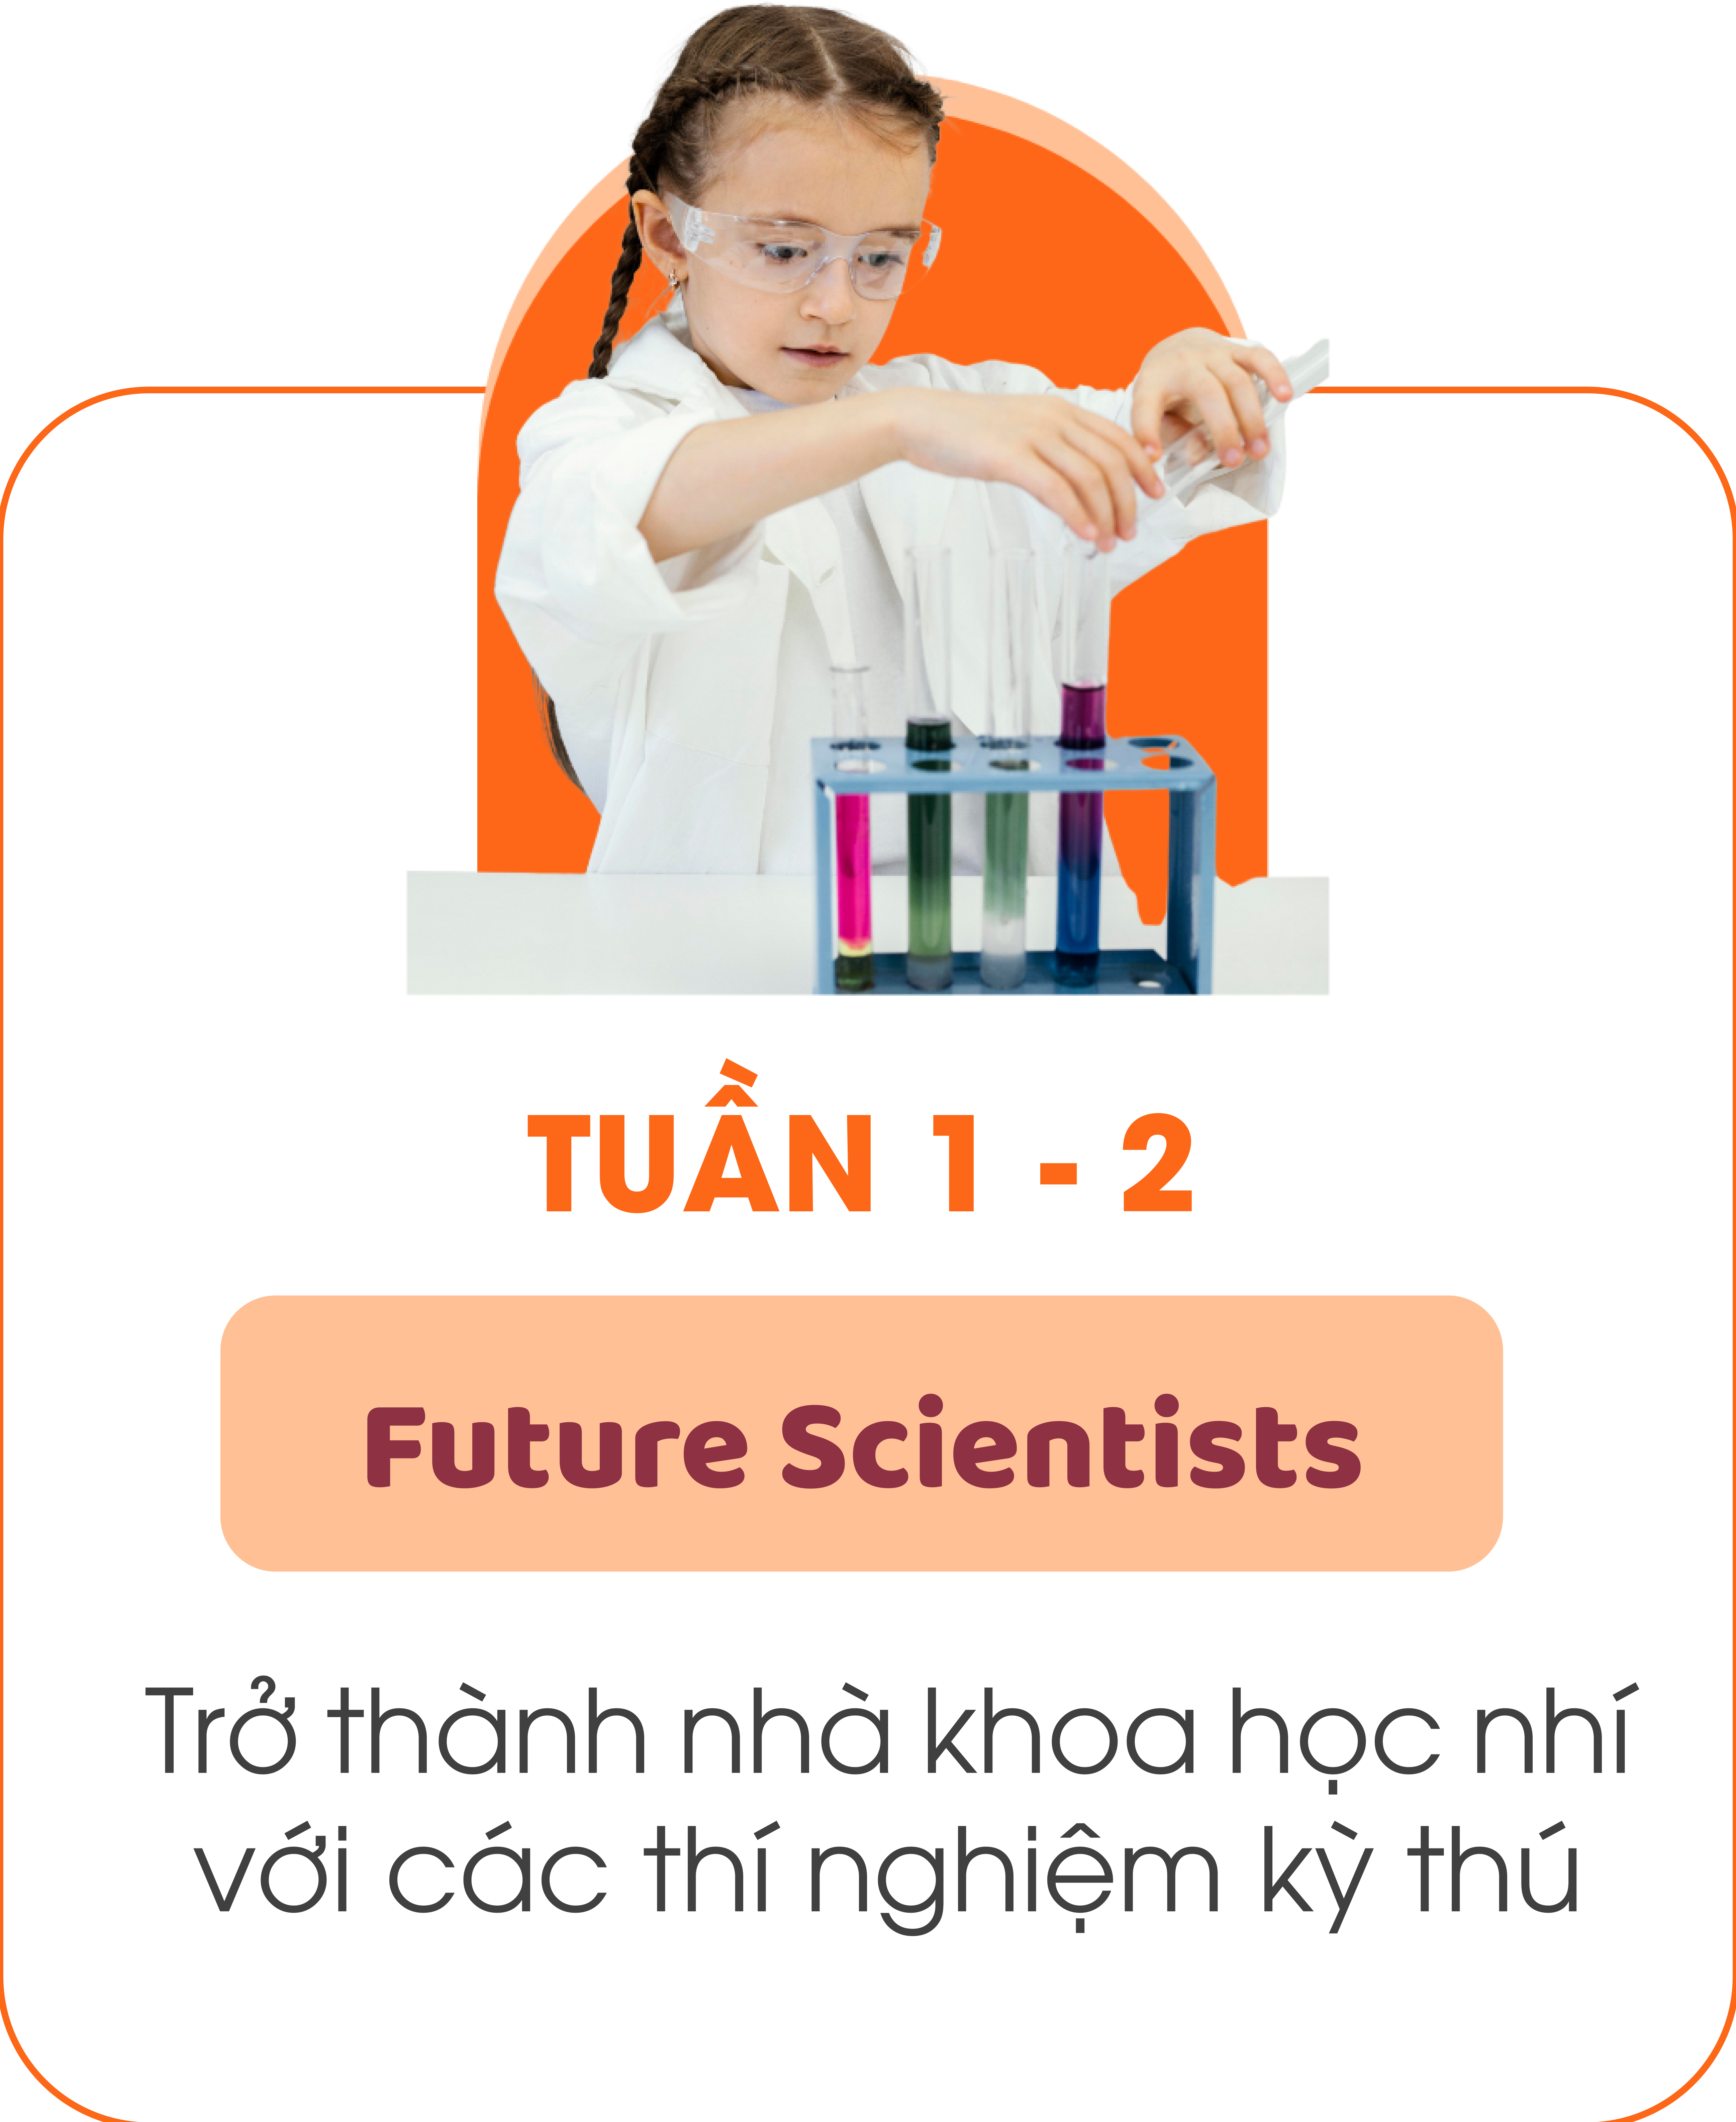 TUẦN 1 - 2
Future Scientists
Trở thành nhà khoa học nhí
với các thí nghiệm kỳ thú